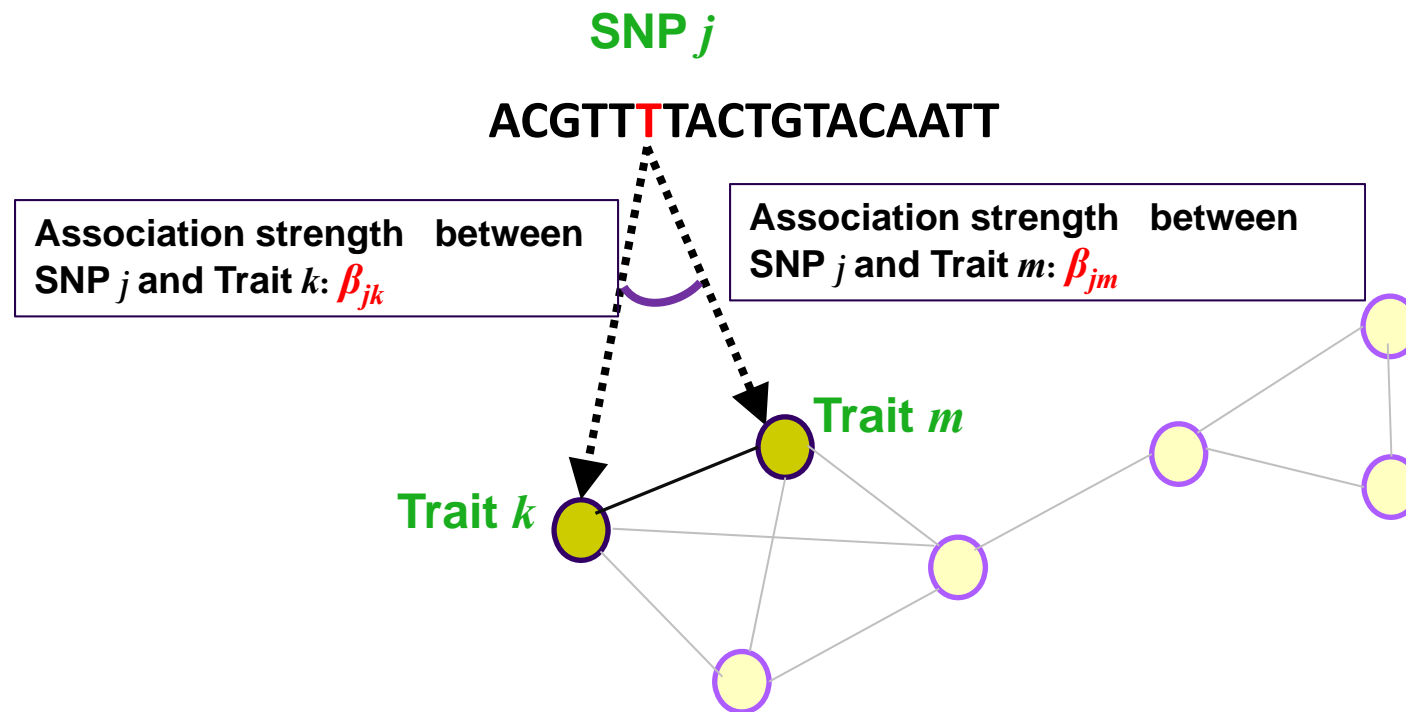 SNP j
ACGTTTTACTGTACAATT
Association strength between
SNP j and Trait k: βjk
Association strength between
SNP j and Trait m: βjm
Trait m
Trait k